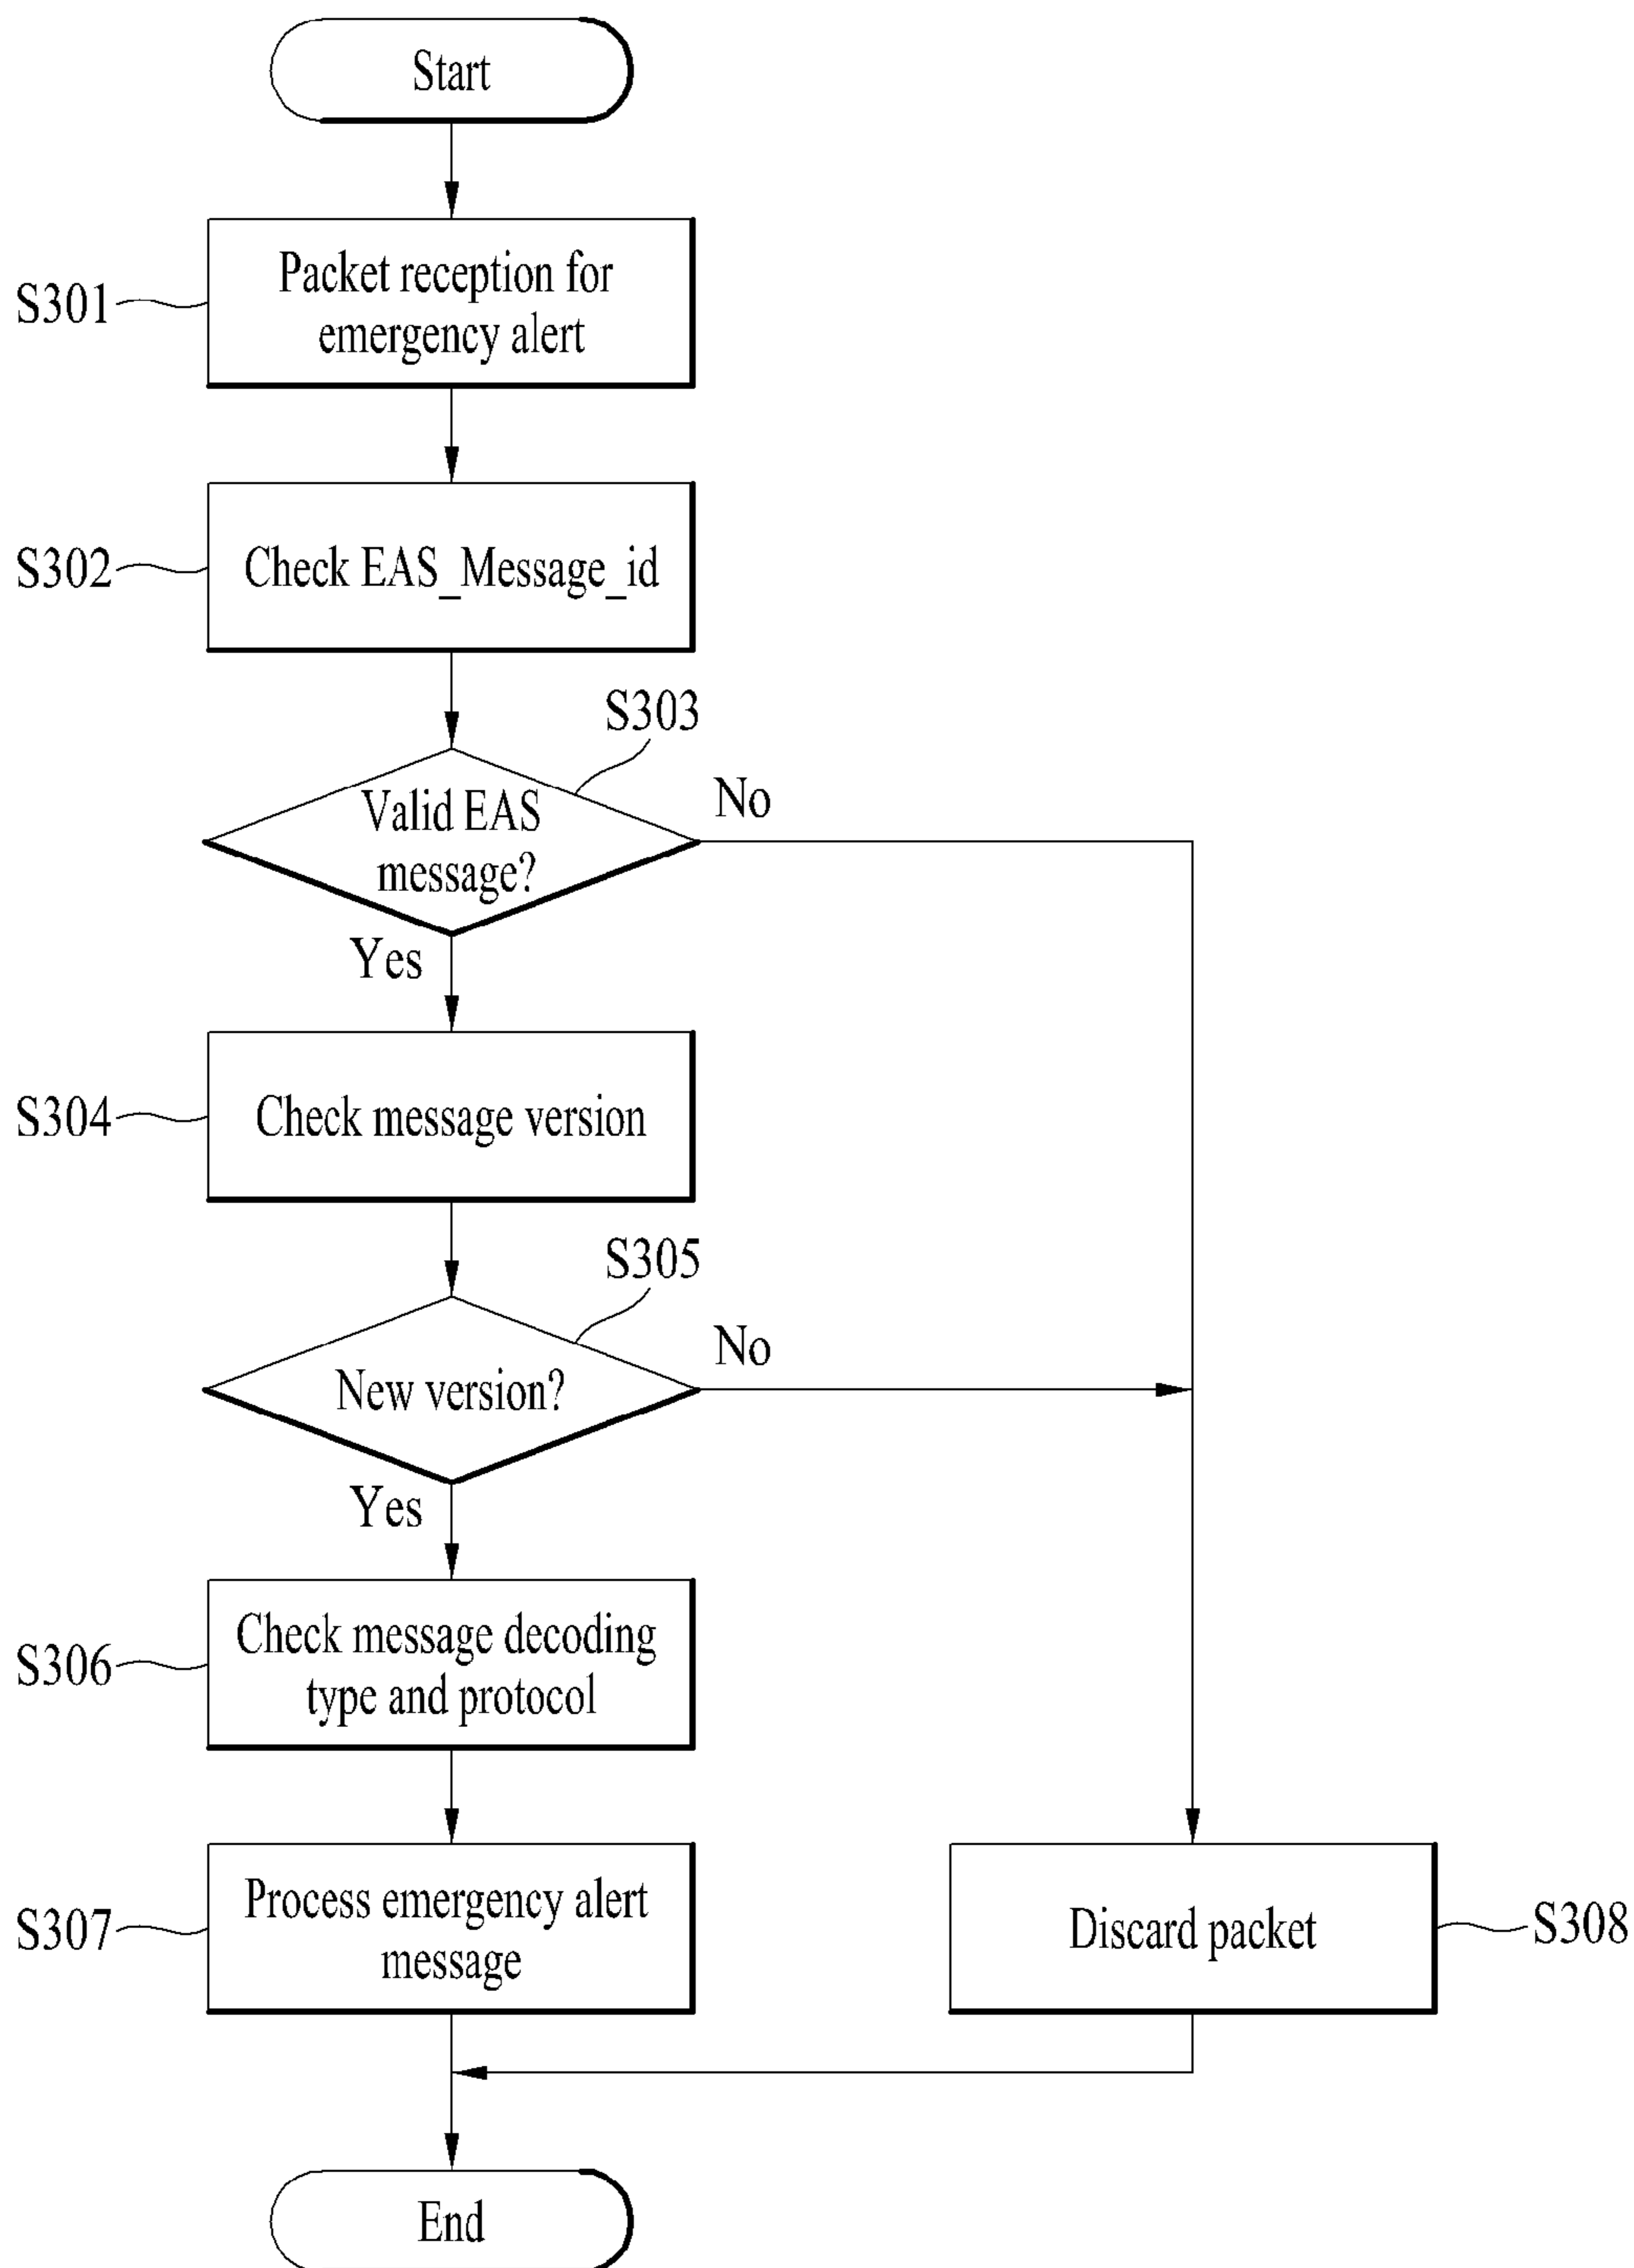 Start
Packet reception for
emergency alert
S301
Check EAS_Message_id
S302
S303
Valid EAS
message?
No
Yes
Check message version
S304
S305
New version?
No
Yes
Check message decoding
type and protocol
S306
Process emergency alert
message
S307
Discard packet
S308
End